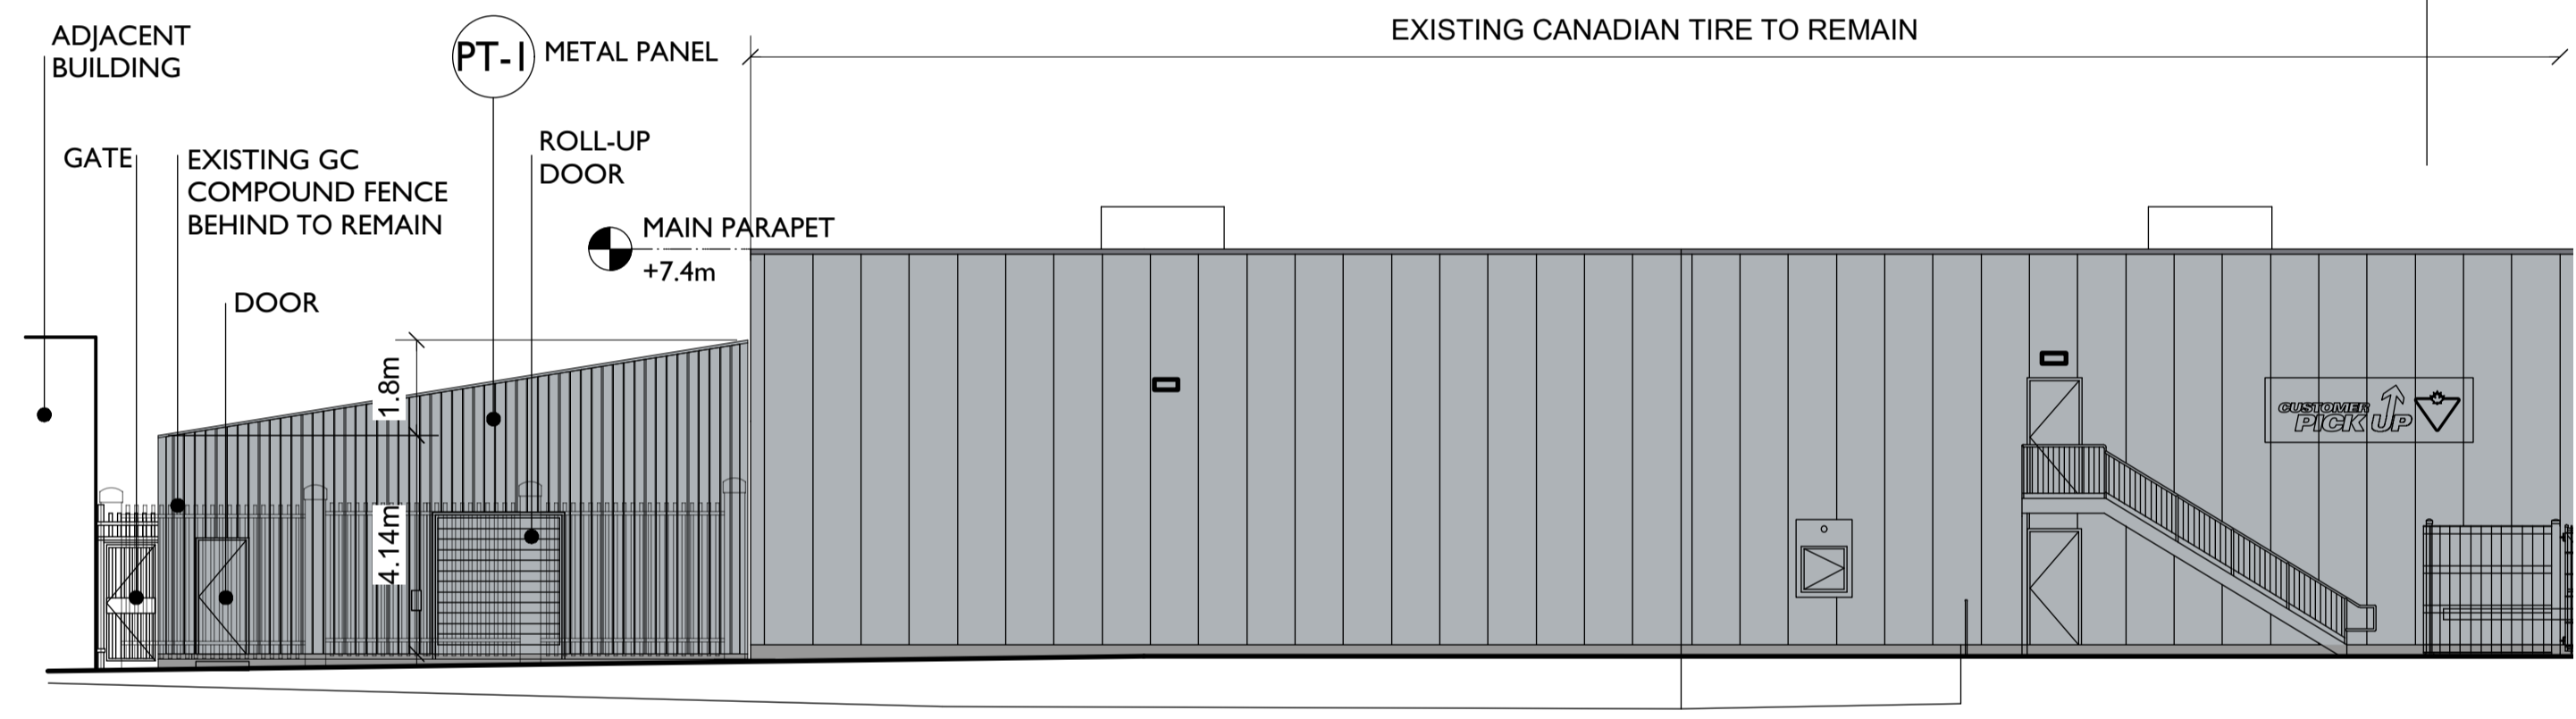 ADJACENT
BUILDING
PT-1
METAL PANEL
EXISTING CANADIAN TIRE TO REMAIN
GATE
EXISTING GC
COMPOUND FENCE
BEHIND TO REMAIN
ROLL-UP
DOOR
MAIN PARAPET
+7.4m
DOOR
1.8m
4.14m
CUSTOMER
PICK UP